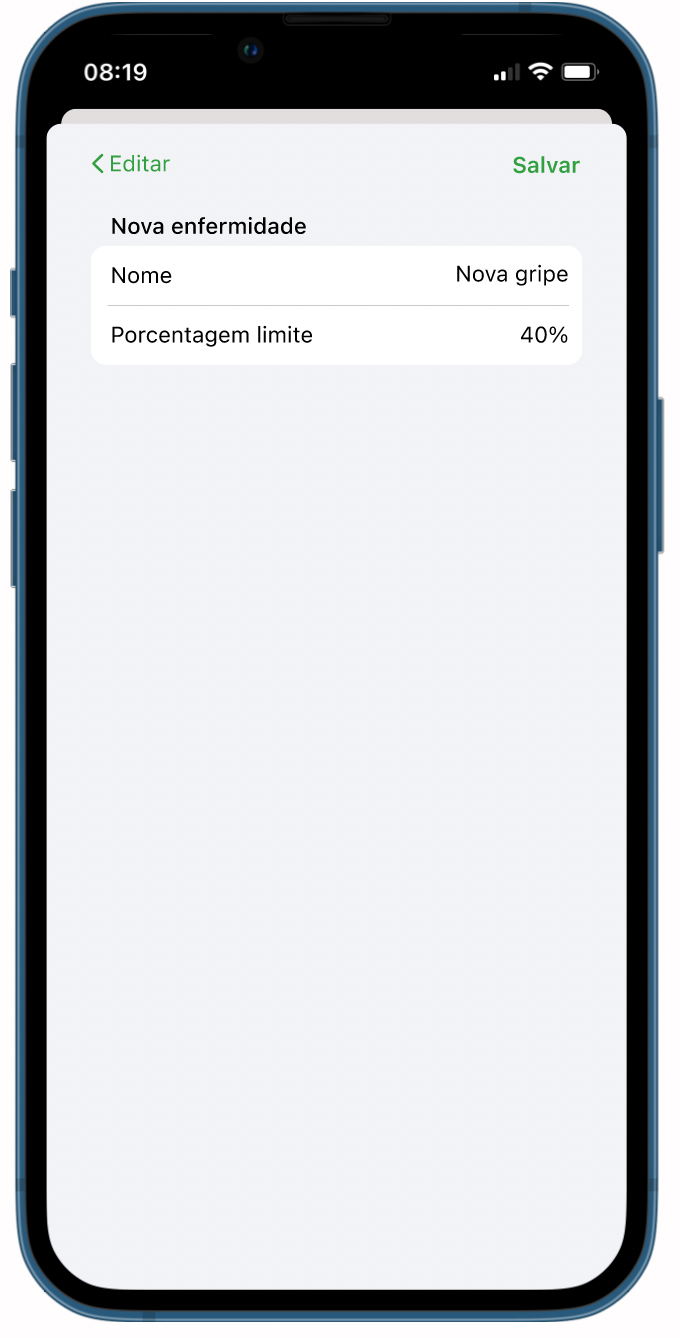 08:19
Editar Salvar
Nova enfermidade
Nome Nova gripe
Porcentagem limite 40%